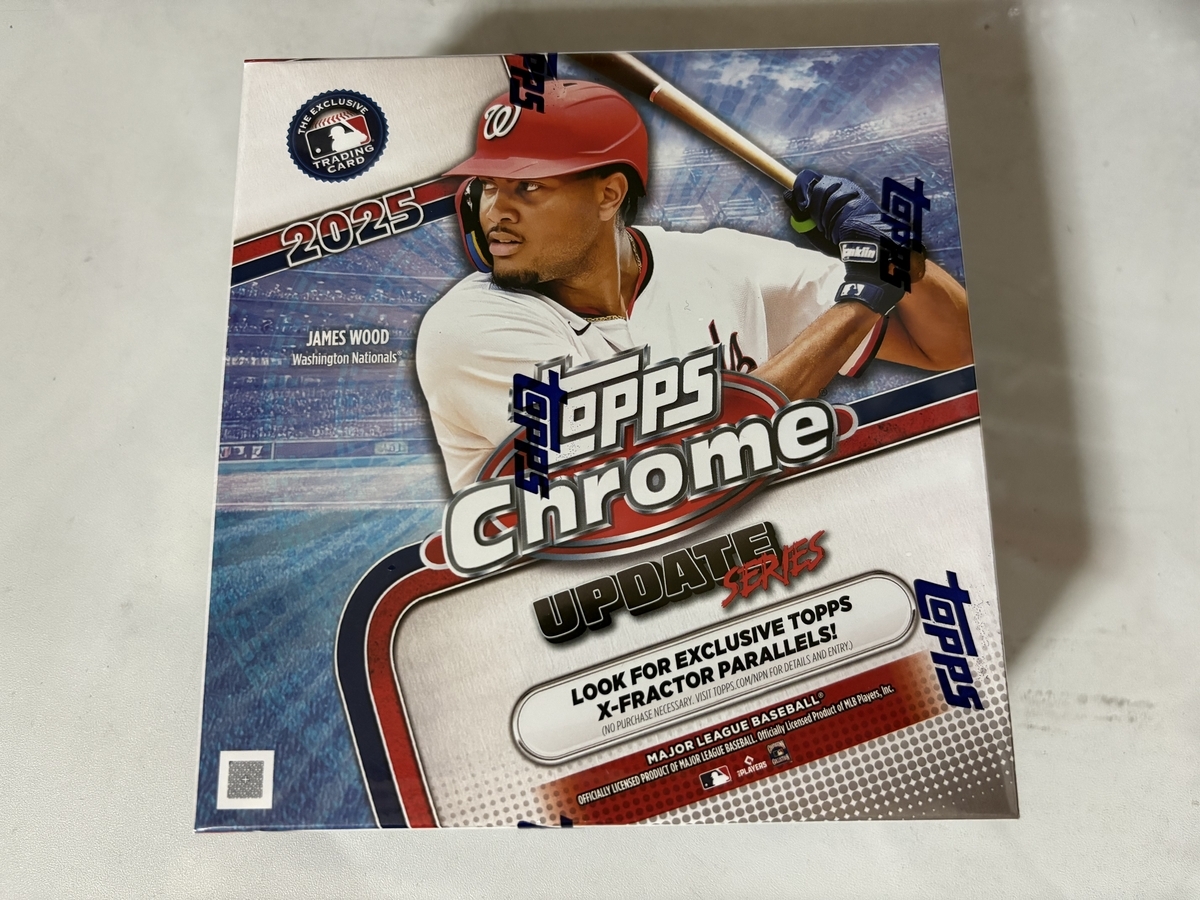 THE EXCLUSIVE
TRADING
CARD
W
2025
JAMES WOOD
Washington Nationals
franklin
TOPPS
Chrome
UPDATE
SERIES
LOOK FOR EXCLUSIVE TOPPS
X-FRACTOR PARALLELS!
(NO PURCHASE NECESSARY. VISIT TOPPS.COM/NPN FOR DETAILS AND ENTRY.)
MAJOR LEAGUE BASEBALL®
OFFICIALLY LICENSED PRODUCT OF MAJOR LEAGUE BASEBALL. Officially Licensed Product of MLB Players, Inc.
PLAYERS
TOPPS
TOPPS
TOPPS
TOPPS